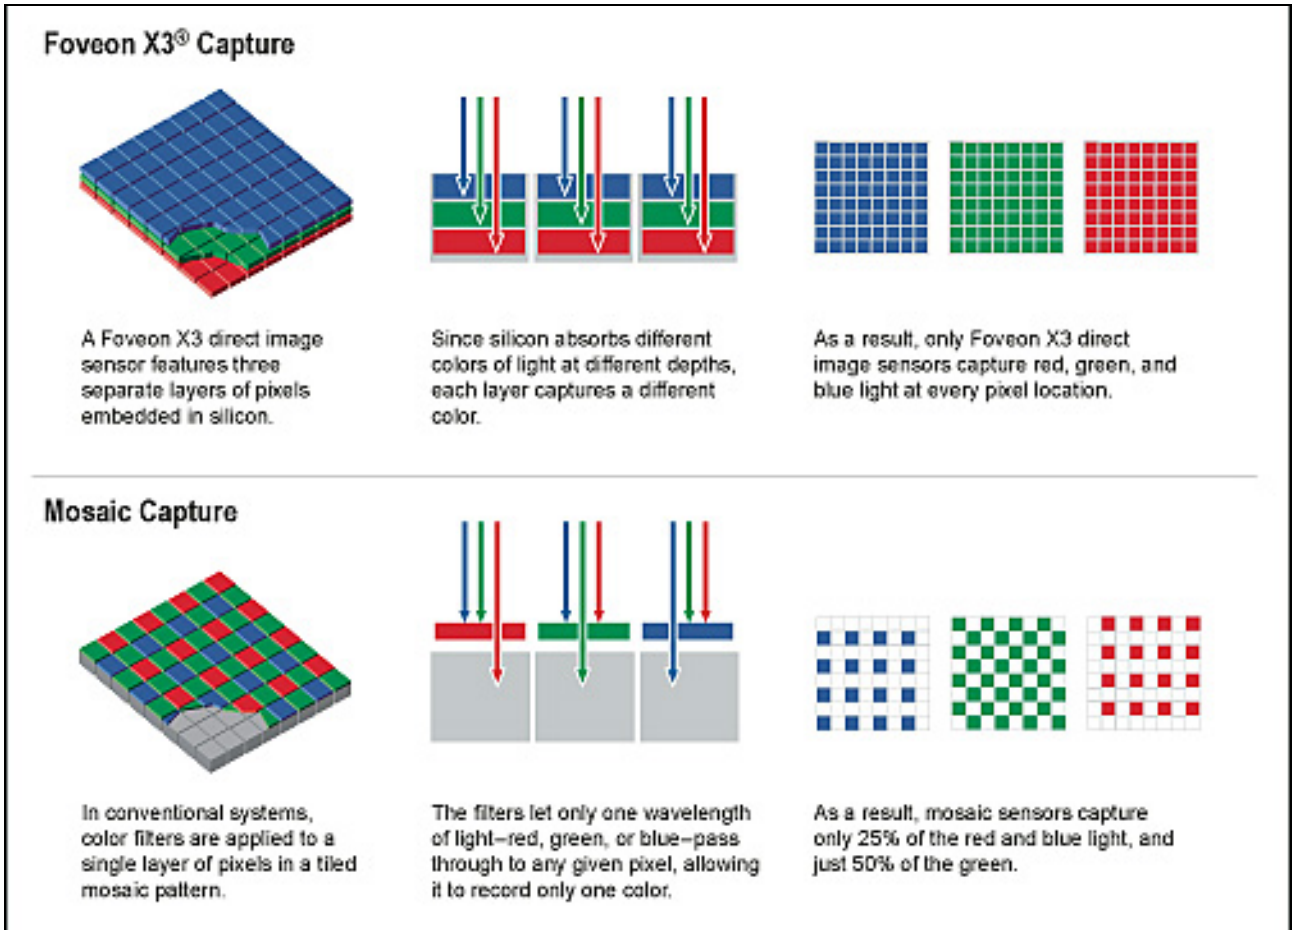 Foveon X3® Capture
A Foveon X3 direct image
sensor features three
separate layers of pixels
embedded in silicon.
Since silicon absorbs different
colors of light at different depths,
each layer captures a different
color.
As a result, only Foveon X3 direct
image sensors capture red, green, and
blue light at every pixel location.
Mosaic Capture
In conventional systems,
color filters are applied to a
single layer of pixels in a tiled
mosaic pattern.
The filters let only one wavelength
of light–red, green, or blue–pass
through to any given pixel, allowing
it to record only one color.
As a result, mosaic sensors capture
only 25% of the red and blue light, and
just 50% of the green.